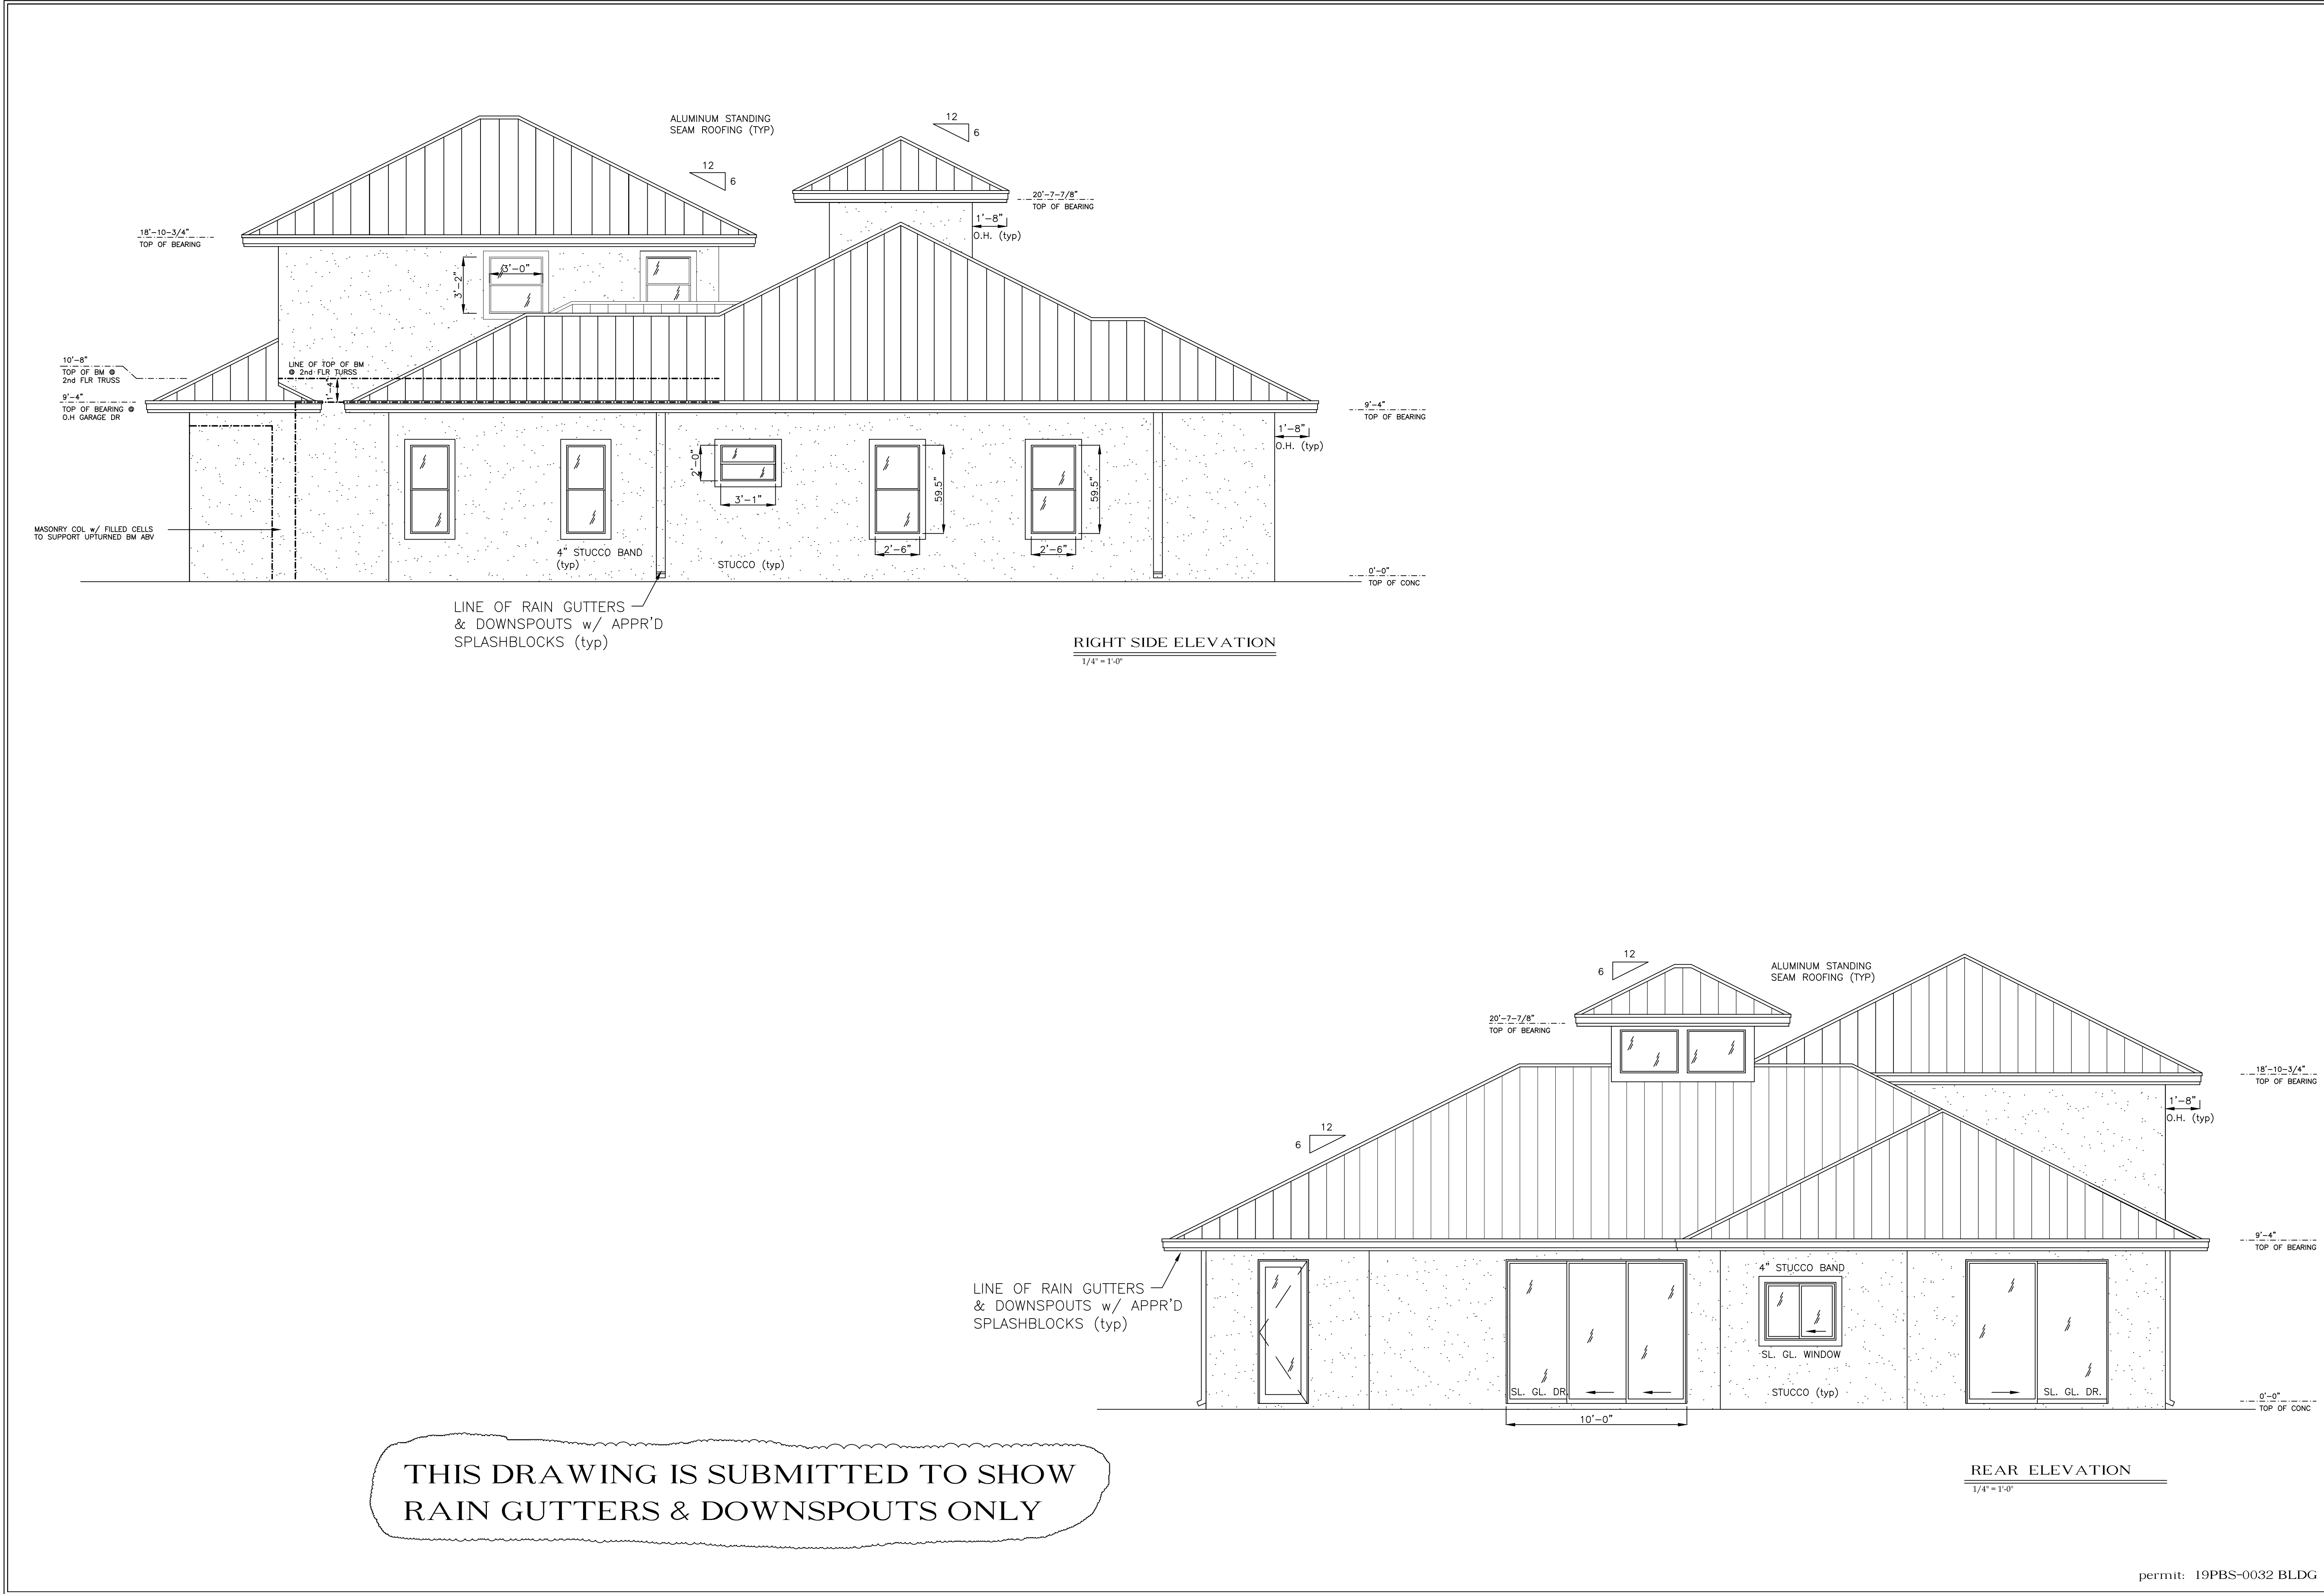 ALUMINUM STANDING
SEAM ROOFING (TYP)
12
6
12
6
20'-7-7/8"
TOP OF BEARING
1'-8"
O.H. (typ)
18'-10-3/4"
TOP OF BEARING
3'-2"
3'-0"
10'-8"
TOP OF BM @
2nd FLR TRUSS
LINE OF TOP OF BM
@ 2nd FLR TURSS
1'-4"
9'-4"
TOP OF BEARING @
O.H GARAGE DR
9'-4"
TOP OF BEARING
1'-8"
O.H. (typ)
2'-0"
3'-1"
59.5"
59.5"
2'-6"
2'-6"
MASONRY COL w/ FILLED CELLS
TO SUPPORT UPTURNED BM ABV
4" STUCCO BAND
(typ)
STUCCO (typ)
0'-0"
TOP OF CONC
LINE OF RAIN GUTTERS
& DOWNSPOUTS w/ APPR'D
SPLASHBLOCKS (typ)
RIGHT SIDE ELEVATION
1/4" = 1'-0"
12
6
ALUMINUM STANDING
SEAM ROOFING (TYP)
20'-7-7/8"
TOP OF BEARING
18'-10-3/4"
TOP OF BEARING
1'-8"
O.H. (typ)
12
6
9'-4"
TOP OF BEARING
LINE OF RAIN GUTTERS
& DOWNSPOUTS w/ APPR'D
SPLASHBLOCKS (typ)
4" STUCCO BAND
SL. GL. WINDOW
SL. GL. DR.
STUCCO (typ)
SL. GL. DR.
0'-0"
TOP OF CONC
10'-0"
REAR ELEVATION
1/4" = 1'-0"
THIS DRAWING IS SUBMITTED TO SHOW
RAIN GUTTERS & DOWNSPOUTS ONLY
permit: 19PBS-0032 BLDG